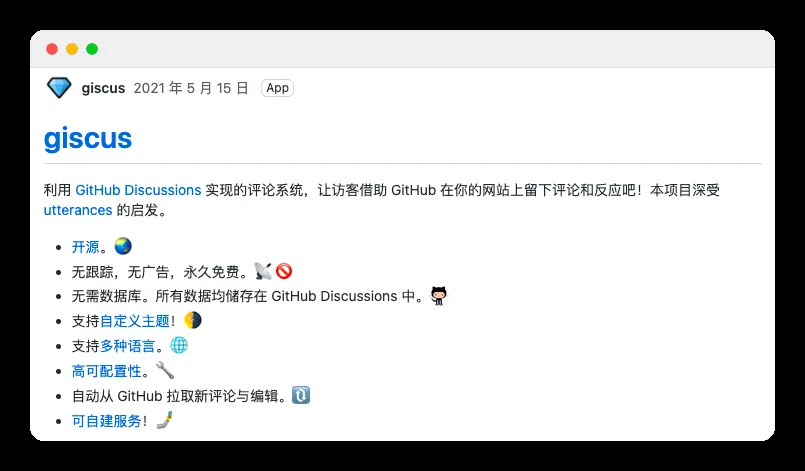 giscus 2021 年 5 月 15 日 App
giscus
利用 GitHub Discussions 实现的评论系统，让访客借助 GitHub 在你的网站上留下评论和反应吧！本项目深受
utterances 的启发。
开源。🌏
无跟踪，无广告，永久免费。📡 🚫
无需数据库。所有数据均储存在 GitHub Discussions 中。
支持自定义主题！🌗
支持多种语言。🌐
高可配置性。🔧
自动从 GitHub 拉取新评论与编辑。🔃
可自建服务！🤳